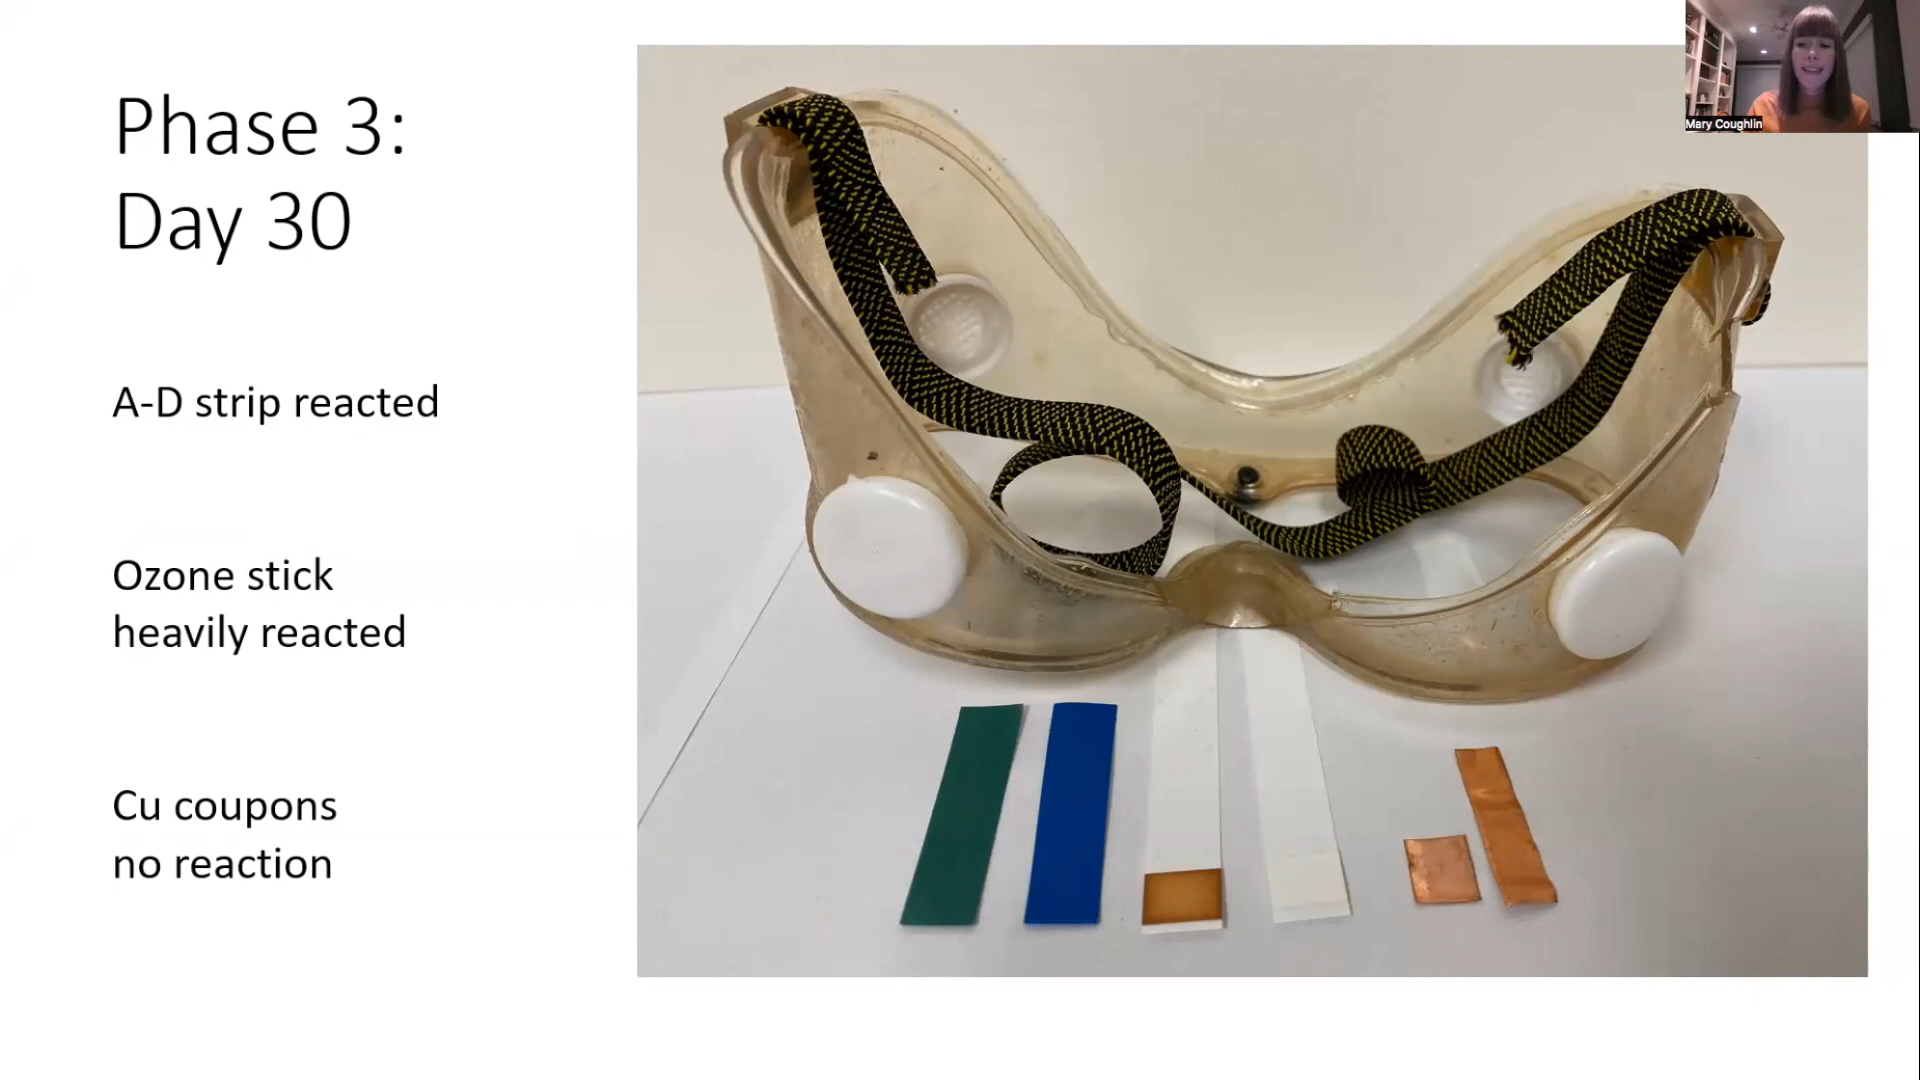 Phase 3:
Day 30
A-D strip reacted
Ozone stick
heavily reacted
Cu coupons
no reaction
Mary Coughlin